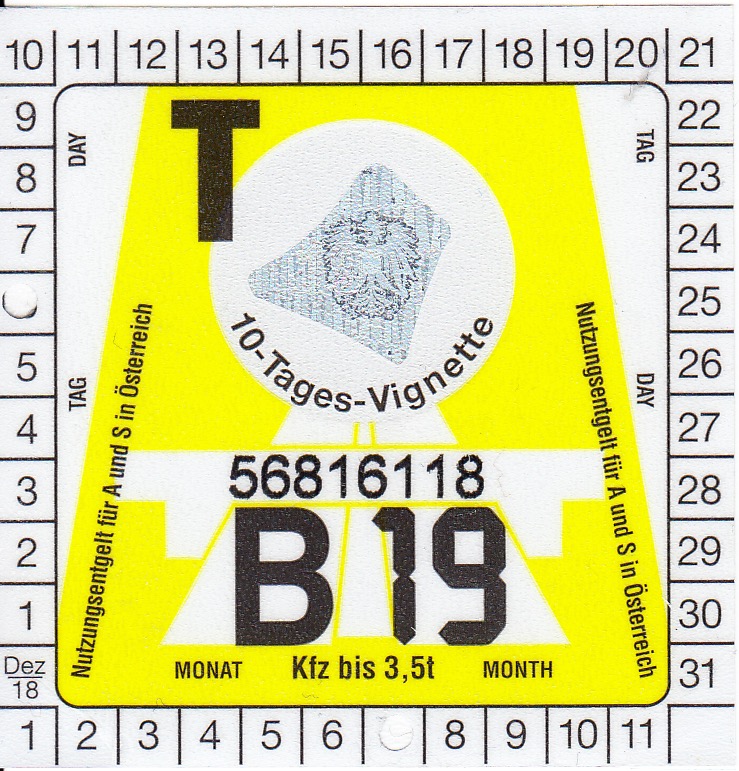 10 11 12 13 14 15 16 17 18 19 20 21
9 22
8 23
7 24
25
5 26
4 27
3 28
2 29
1 30
Dez 31
18
1 2 3 4 5 6 8 9 10 11
DAY
TAG
T
10-Tages-Vignette
TAG
DAY
Nutzungsentgelt für A und S in Österreich
Nutzungsentgelt für A und S in Österreich
56816118
B 19
MONAT Kfz bis 3,5t MONTH